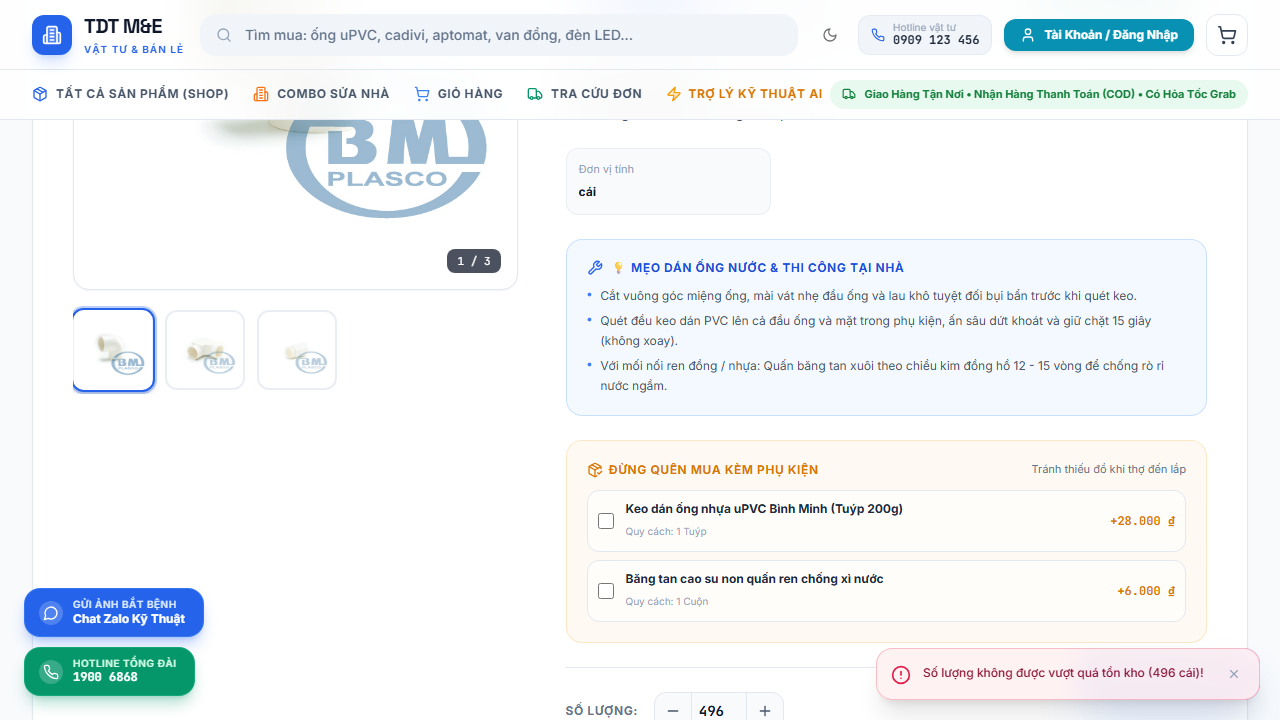 TDT M&E
VẬT TƯ & BÁN LẺ
Tìm mua: ống uPVC, cadivi, aptomat, van đồng, đèn LED...
Hotline vật tư
0909 123 456
Tài Khoản / Đăng Nhập
TẤT CẢ SẢN PHẨM (SHOP)
COMBO SỬA NHÀ
GIỎ HÀNG
TRA CỨU ĐƠN
TRỢ LÝ KỸ THUẬT AI
Giao Hàng Tận Nơi • Nhận Hàng Thanh Toán (COD) • Có Hỏa Tốc Grab
BM
PLASCO
1 / 3
BM
PLASCO
BM
PLASCO
BM
PLASCO
Đơn vị tính
cái
MẸO DÁN ỐNG NƯỚC & THI CÔNG TẠI NHÀ
• Cắt vuông góc miệng ống, mài vát nhẹ đầu ống và lau khô tuyệt đối bụi bẩn trước khi quét keo.
• Quét đều keo dán PVC lên cả đầu ống và mặt trong phụ kiện, ấn sâu dứt khoát và giữ chặt 15 giây
(không xoay).
• Với mối nối ren đồng / nhựa: Quấn băng tan xuôi theo chiều kim đồng hồ 12 - 15 vòng để chống rò rỉ
nước ngầm.
ĐỪNG QUÊN MUA KÈM PHỤ KIỆN
Tránh thiếu đồ khi thợ đến lắp
Keo dán ống nhựa uPVC Bình Minh (Tuýp 200g)
Quy cách: 1 Tuýp
+28.000 ₫
Băng tan cao su non quấn ren chống xì nước
Quy cách: 1 Cuộn
+6.000 ₫
GỬI ẢNH BẮT BỆNH
Chat Zalo Kỹ Thuật
HOTLINE TỔNG ĐÀI
1900 6868
Số lượng không được vượt quá tồn kho (496 cái)!
SỐ LƯỢNG:
496